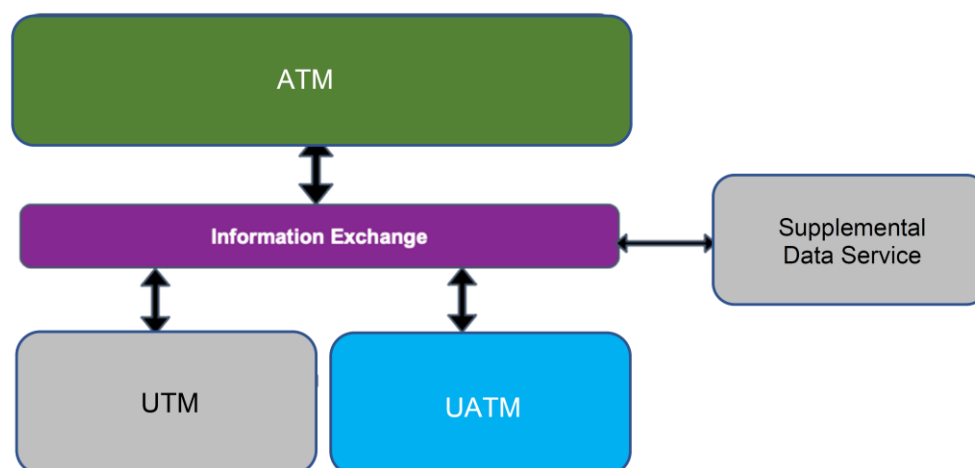 ATM
Information Exchange
Supplemental
Data Service
UTM
UATM